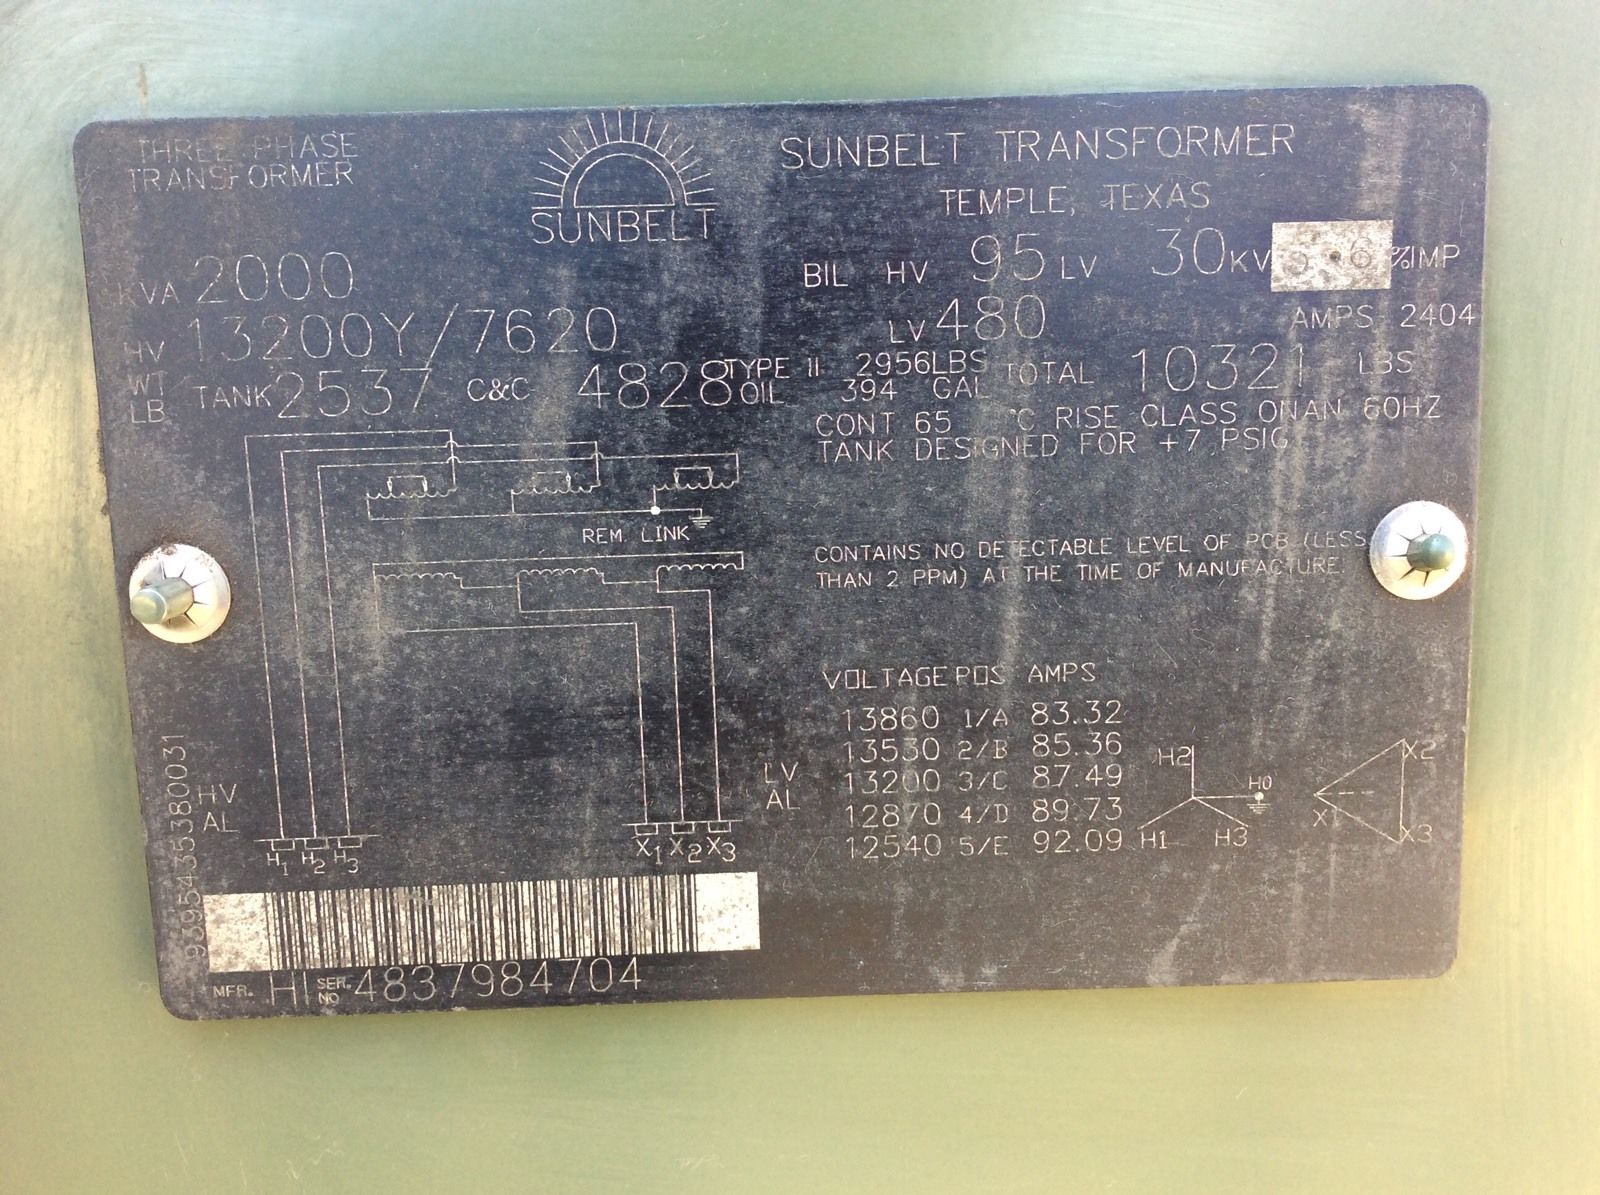 THREE PHASE
TRANSFORMER
SUNBELT
SUNBELT TRANSFORMER
TEMPLE, TEXAS
KVA 2000
BIL HV 95 LV 30KV 5.6 %IMP
HV 13200Y/7620
LV 480
AMPS 2404
WT LB TANK 2537 C&C 4828 TYPE II OIL 2956LBS 394 GAL TOTAL 10321 LBS
CONT 65 °C RISE CLASS ONAN 60HZ
TANK DESIGNED FOR +7 PSIG
REM. LINK
CONTAINS NO DETECTABLE LEVEL OF PCB (LESS
THAN 2 PPM) AT THE TIME OF MANUFACTURE.
VOLTAGE POS AMPS
13860 1/A 83.32
13530 2/B 85.36
13200 3/C 87.49
12870 4/D 89.73
12540 5/E 92.09
HV
AL
H1 H2 H3
LV
AL
X1 X2 X3
H2
H0
H1 H3
X2
X1
X3
9395435380031
MFR. HI SER. NO 4837984704